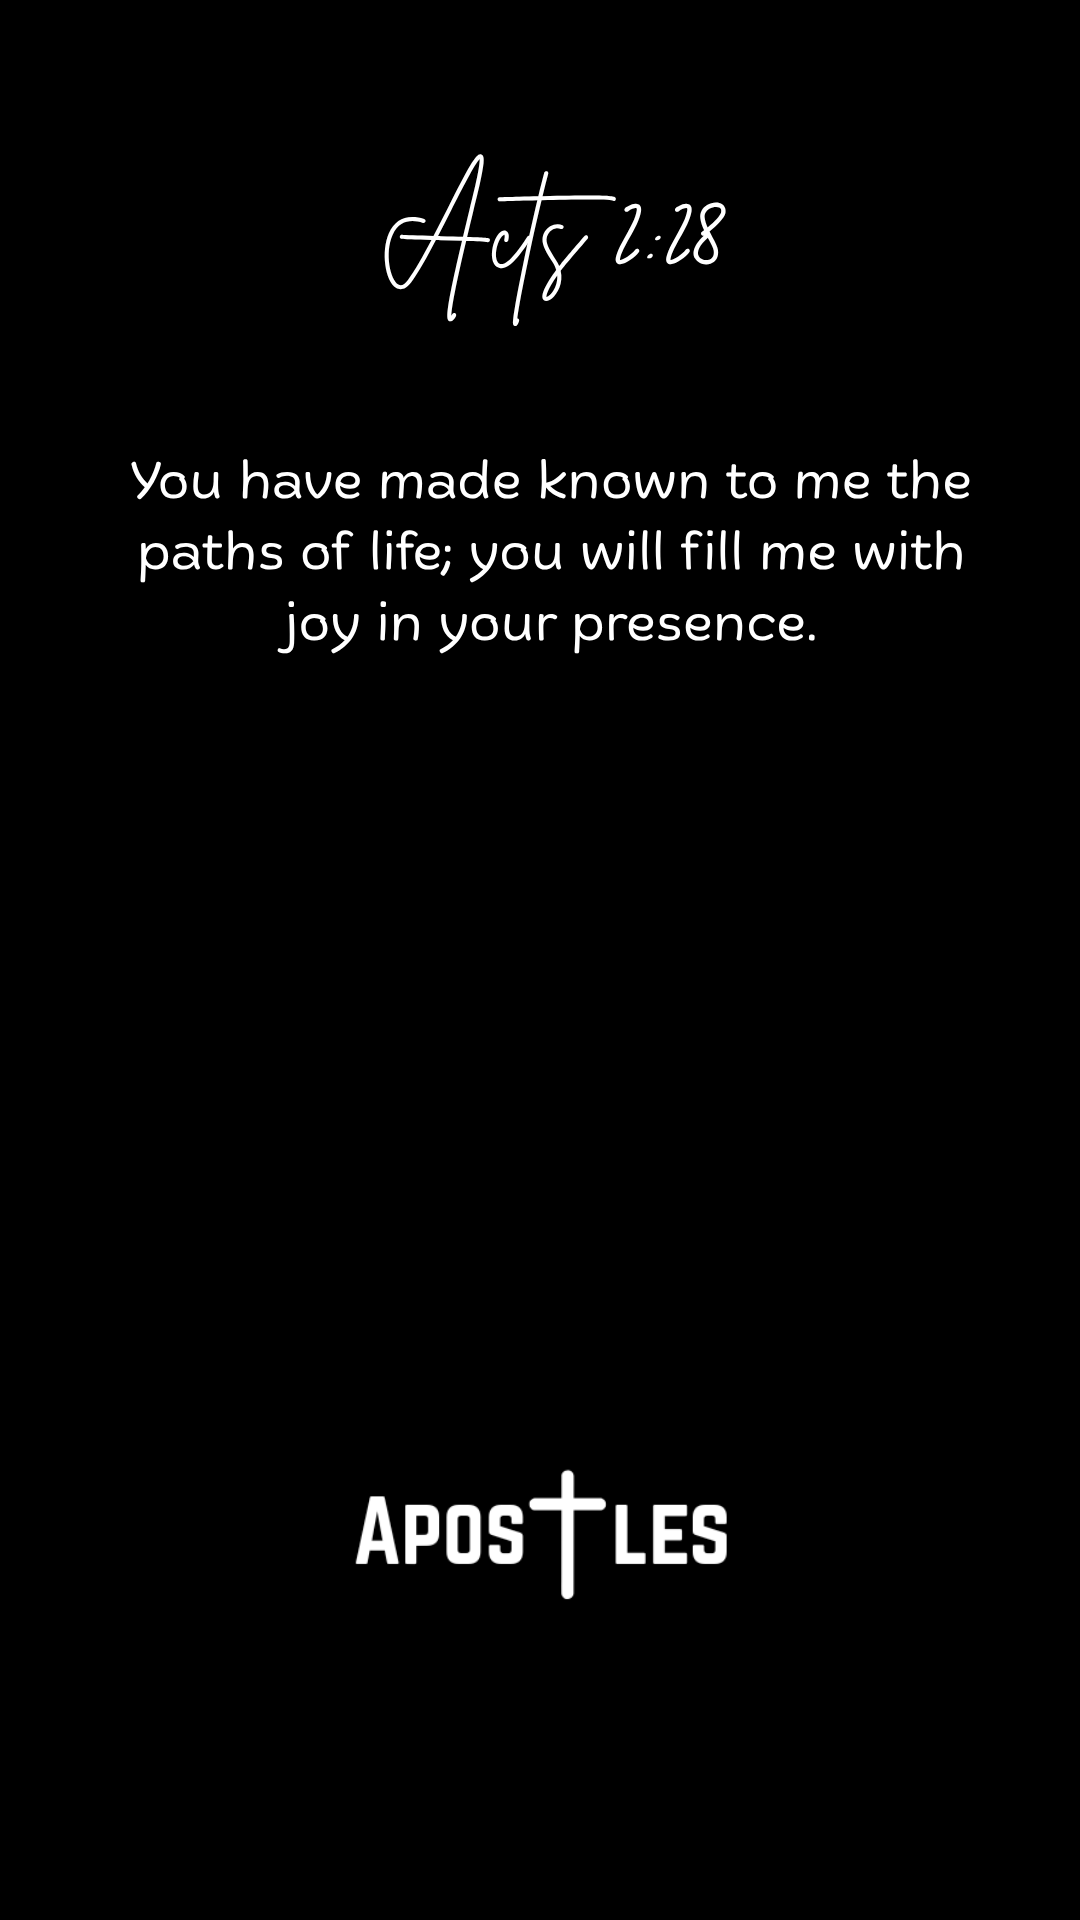 Acts 2:28
You have made known to me the
paths of life; you will fill me with
joy in your presence.
APOSTLES